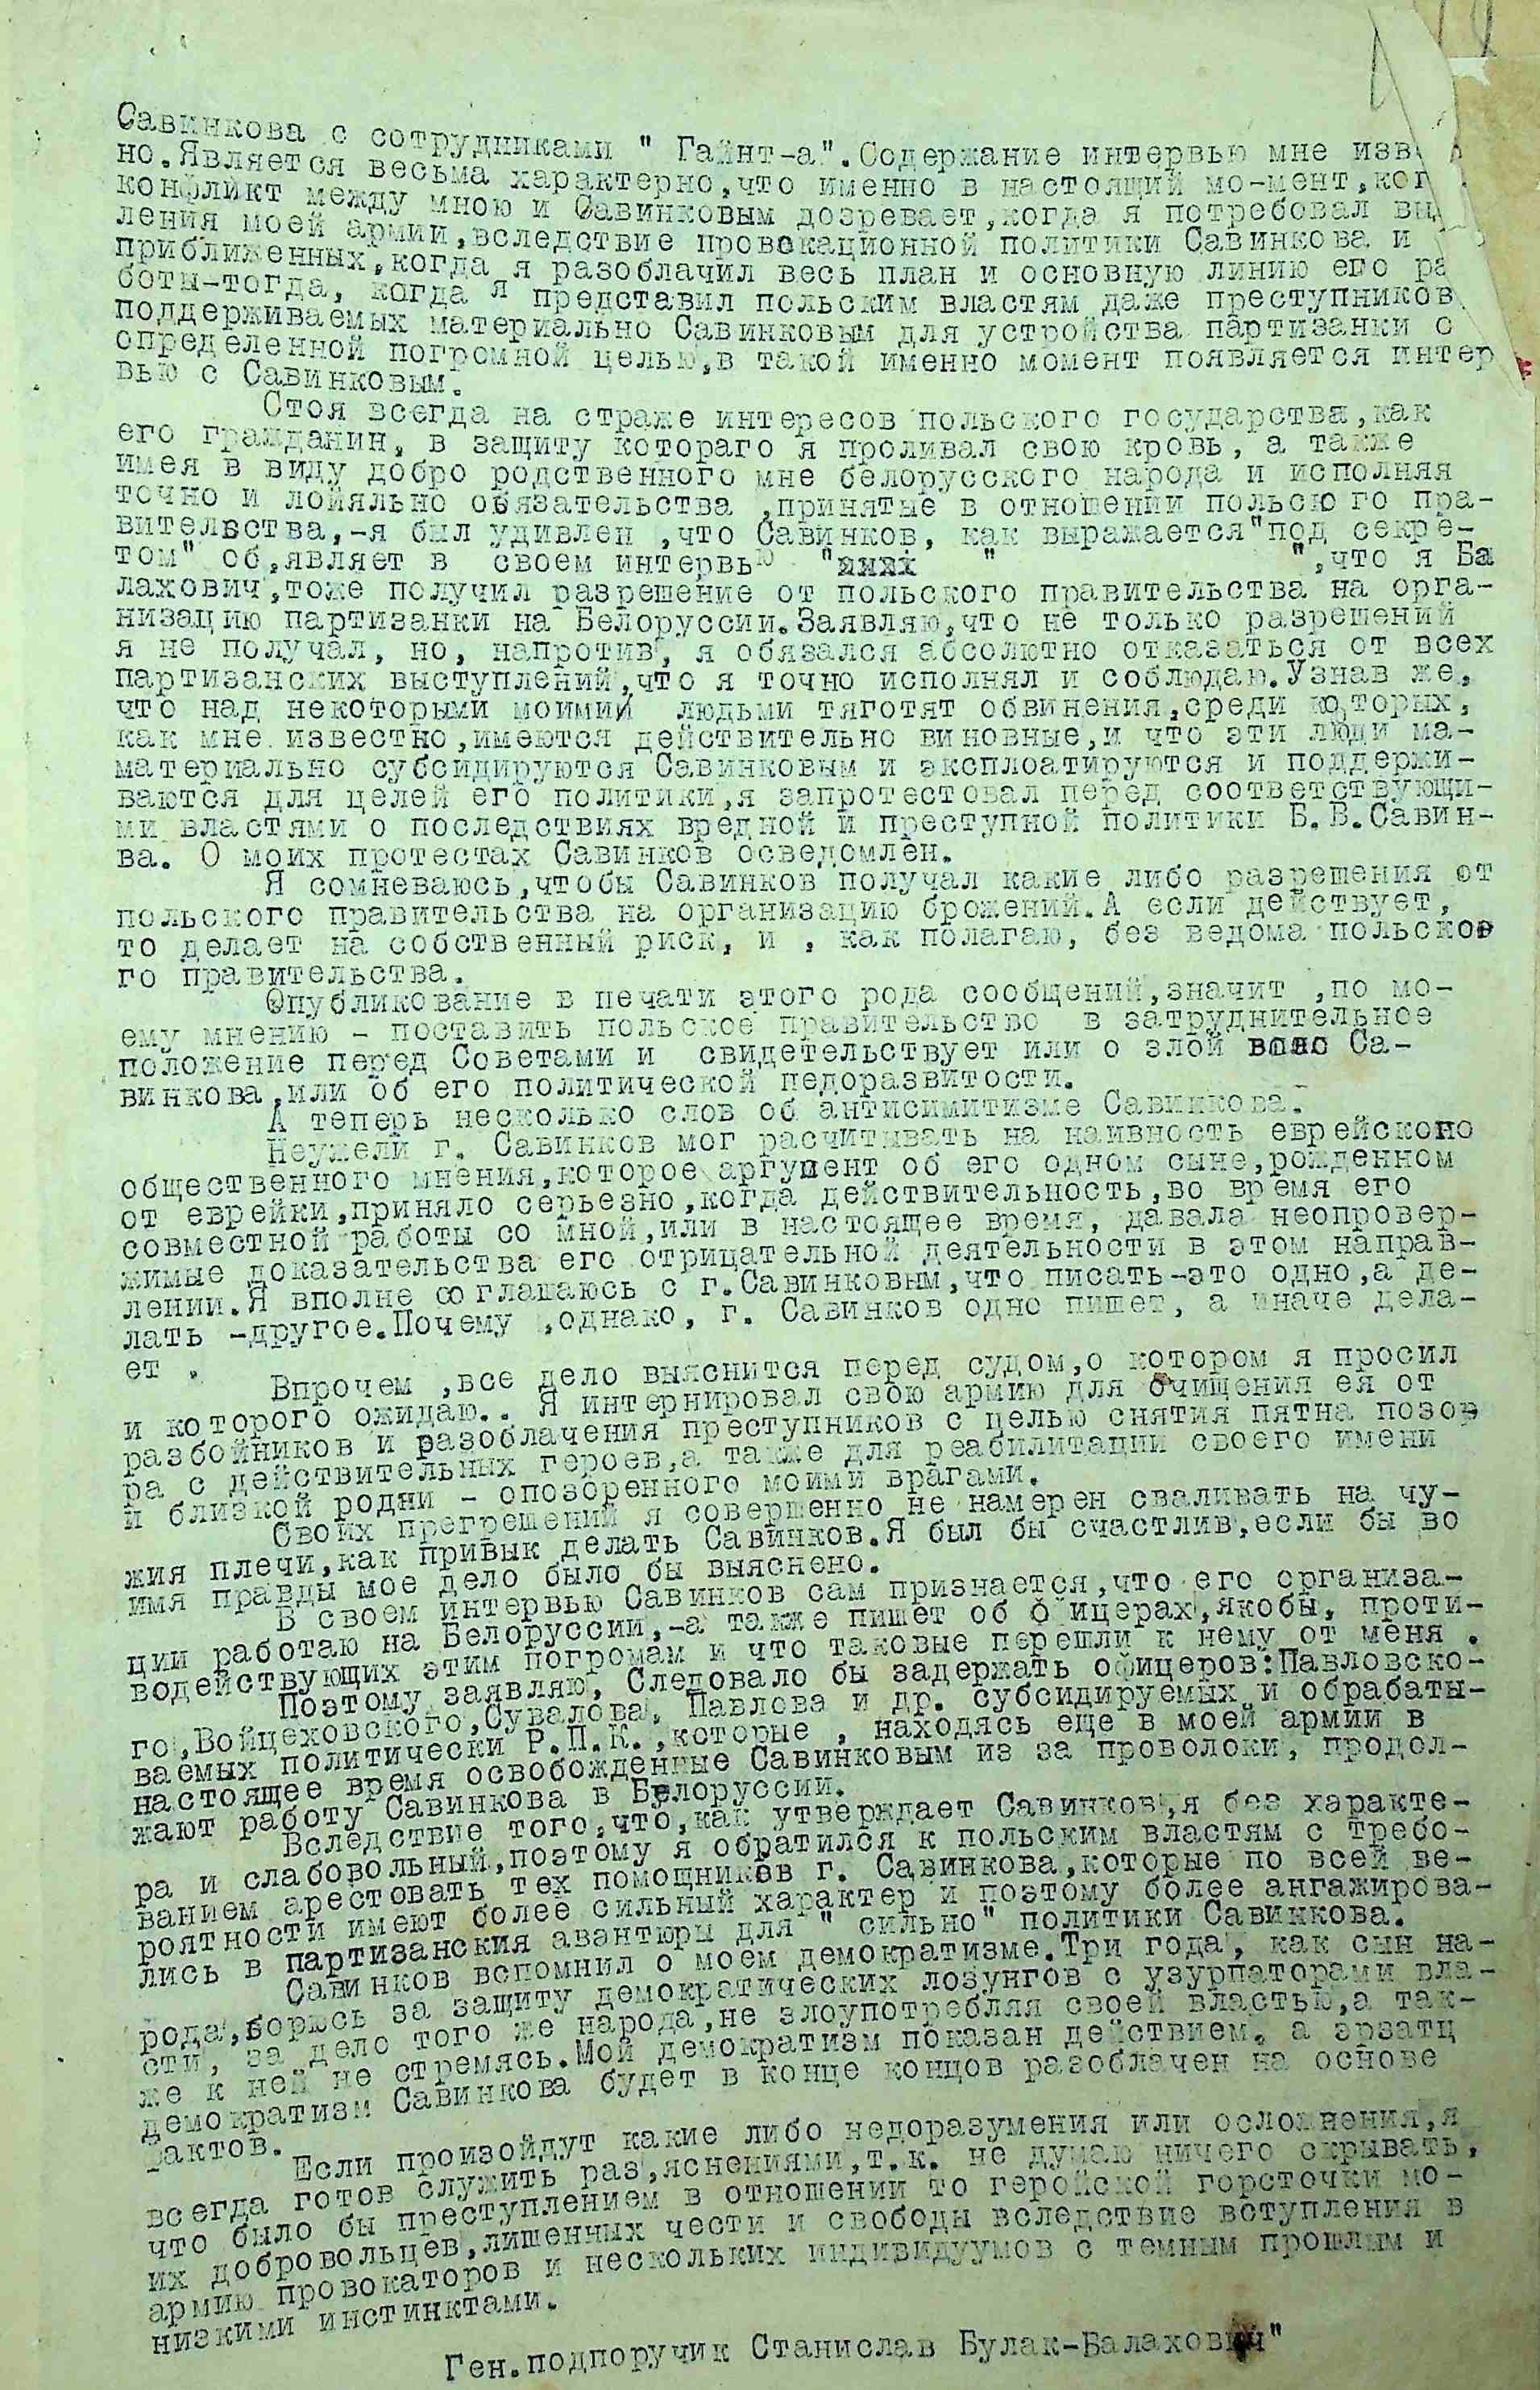 Савинкова с сотрудниками " Гайнт-а".Содержание интервью мне изв
но.Является весьма характерно,что именно в настоящий мо-мент,ког
конфликт между мною и Савинковым дозревает,когда я потребовал вы
ления моей армии,вследствие провокационной политики Савинкова и
приближенных,когда я разоблачил весь план и основную линию его ра
боты-тогда, когда я представил польским властям даже преступников
поддерживаемых материально Савинковым для устройства партизанки с
определенной погромной целью,в такой именно момент появляется интер
вью с Савинковым.
Стоя всегда на страже интересов польского государства,как
его гражданин, в защиту котораго я проливал свою кровь, а также
имея в виду добро родственного мне белорусского народа и исполняя
точно и лойяльно обязательства ,принятые в отношении польскю го пра-
вительства,-я был удивлен ,что Савинков, как выражается"под секре-
том" об,являет в своем интервью " " ",что я Ба
лахович,тоже получил разрешение от польского правительства на орга-
низацию партизанки на Белоруссии.Заявляю,что не только разрешений
я не получал, но, напротив, я обязался абсолютно отказаться от всех
партизанских выступлений,что я точно исполнял и соблюдаю.Узнав же,
что над некоторыми моимии людьми тяготят обвинения,среди которых,
как мне известно,имеются действительно виновные,и что эти люди ма-
материально субсидируются Савинковым и эксплоатируются и поддержи-
ваются для целей его политики,я запротестовал перед соответствующи-
ми властями о последствиях вредной и преступной политики Б.В.Савин-
ва. О моих протестах Савинков осведомлен.
Я сомневаюсь,чтобы Савинков получал какие либо разрешения от
польского правительства на организацию брожений.А если действует,
то делает на собственный риск, и , как полагаю, без ведома польско
го правительства.
Опубликование в печати этого рода сообщений,значит ,по мо-
ему мнению - поставить польское правительство в затруднительное
положение перед Советами и свидетельствует или о злой воле Са-
винкова,или об его политической недоразвитости.
А теперь несколько слов об антисимитизме Савинкова.
Неужели г. Савинков мог расчитывать на наивность еврейского
общественного мнения,которое аргумент об его одном сыне,рожденном
от еврейки,приняло серьезно,когда действительность,во время его
совместной работы со мной,или в настоящее время, давала неопровер-
жимые доказательства его отрицательной деятельности в этом направ-
лении.Я вполне соглашаюсь с г.Савинковым,что писать-это одно,а де-
лать -другое.Почему ,однако, г. Савинков одно пишет, а иначе дела-
ет .
Впрочем ,все дело выяснится перед судом,о котором я просил
и которого ожидаю.. Я интернировал свою армию для очищения ея от
разбойников и разоблачения преступников с целью снятия пятна позо
ра с действительных героев,а также для реабилитации своего имени
и близкой родни - опозоренного моими врагами.
Своих прегрешений я совершенно не намерен сваливать на чу-
жия плечи,как привык делать Савинков.Я был бы счастлив,если бы во
имя правды мое дело было бы выяснено.
В своем интервью Савинков сам признается,что его организа-
ции работаю на Белоруссии,-а также пишет об офицерах,якобы, проти-
водействующих этим погромам и что таковые перешли к нему от меня .
Поэтому заявляю, Следовало бы задержать офицеров:Павловско-
го,Войцеховского,Сувалова, Павлова и др. субсидируемых и обрабаты-
ваемых политически Р.П.К.,которые , находясь еще в моей армии в
настоящее время освобожденные Савинковым из за проволоки, продол-
жают работу Савинкова в Белоруссии.
Вследствие того,что,как утверждает Савинков,я без характе-
ра и слабовольный,поэтому я обратился к польским властям с требо-
ванием арестовать тех помощников г. Савинкова,которые по всей ве-
роятности имеют более сильный характер и поэтому более ангажирова-
лись в партизанския авантюры для " сильно" политики Савинкова.
Савинков вспомнил о моем демократизме.Три года, как сын на-
рода,борюсь за защиту демократических лозунгов с узурпаторами вла-
сти, за дело того же народа,не злоупотребляя своей властью,а так-
же к ней не стремясь.Мой демократизм показан действием, а эрзатц
демократизм Савинкова будет в конце концов разоблачен на основе
фактов.
Если произойдут какие либо недоразумения или осложнения,я
всегда готов служить раз,яснениями,т.к. не думаю ничего скрывать,
что было бы преступлением в отношении то геройской горсточки мо-
их добровольцев,лишенных чести и свободы вследствие вступления в
армию провокаторов и нескольких индивидуумов с темным прошлым и
низкими инстинктами.
Ген.подпоручик Станислав Булак-Балахович"